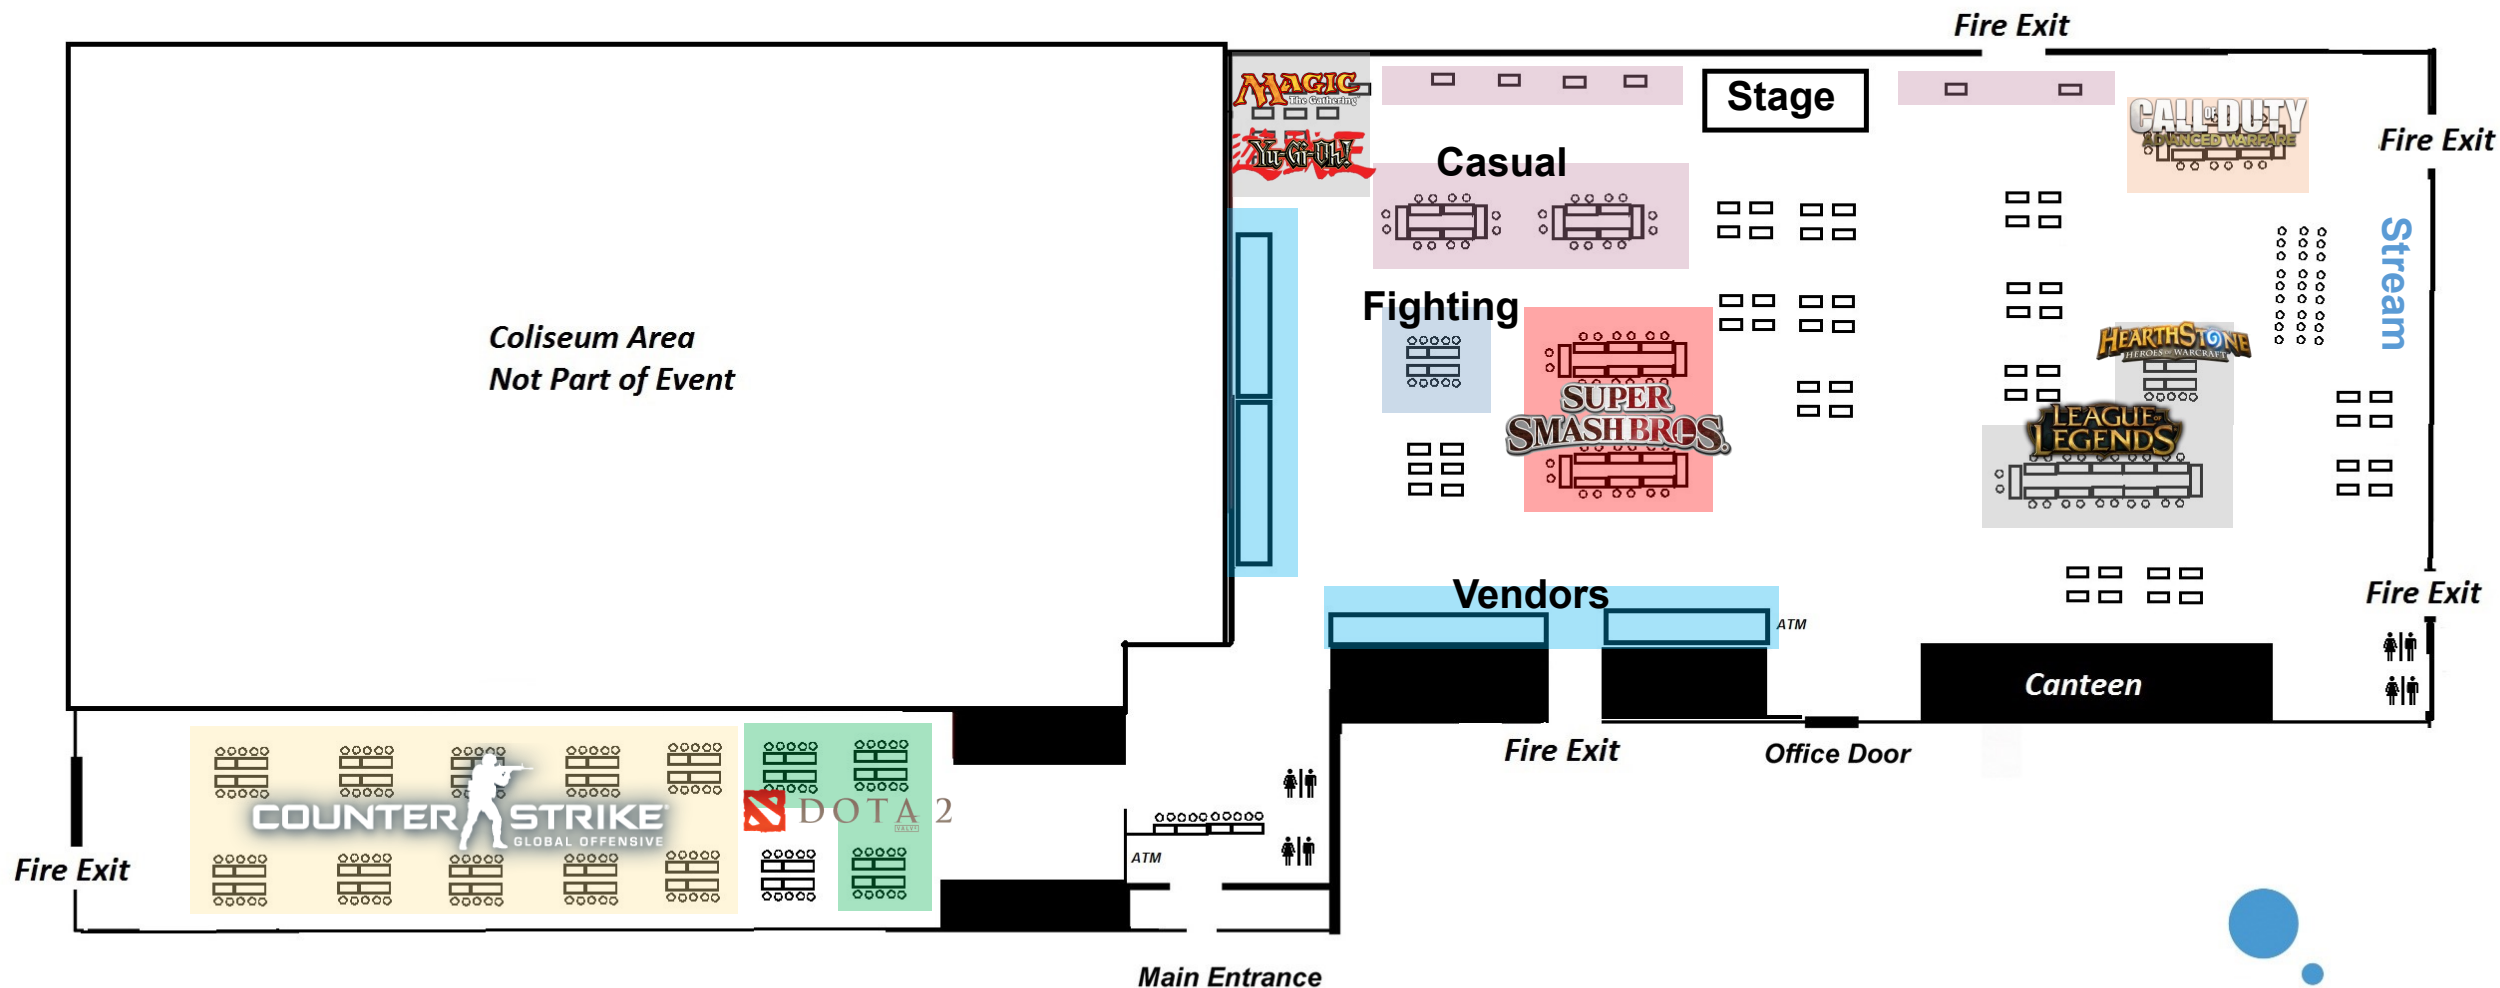 Fire Exit
MAGIC
The Gathering
Stage
CALL OF DUTY
ADVANCED WARFARE
Fire Exit
Yu-Gi-Oh!
Casual
Stream
Fighting
Coliseum Area
Not Part of Event
HEARTHSTONE
HEROES OF WARCRAFT
SUPER
SMASH BROS.
LEAGUE OF
LEGENDS
Vendors
ATM
Fire Exit
Canteen
Fire Exit
Office Door
COUNTER STRIKE
GLOBAL OFFENSIVE
DOTA 2
VALVE
ATM
Fire Exit
Main Entrance